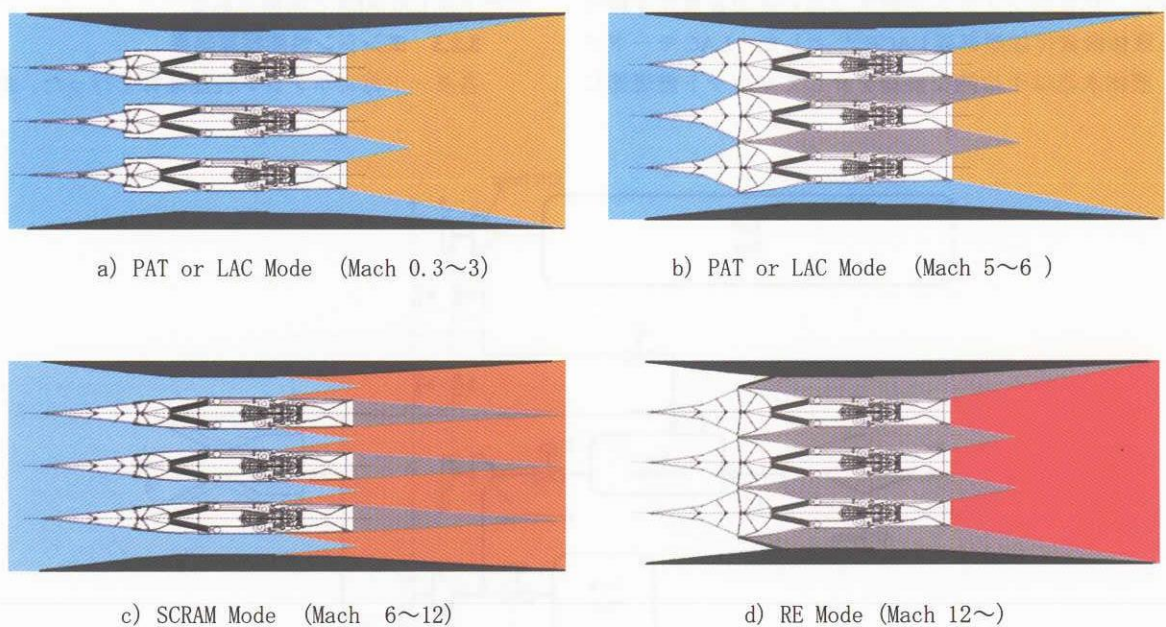 a) PAT or LAC Mode (Mach 0.3～3)
b) PAT or LAC Mode (Mach 5～6 )
c) SCRAM Mode (Mach 6～12)
d) RE Mode (Mach 12～)